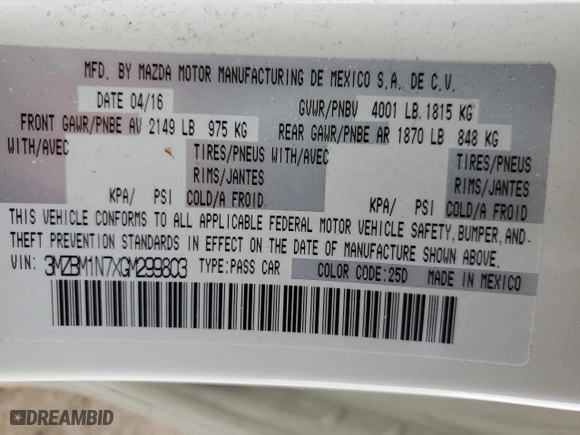 MFD. BY MAZDA MOTOR MANUFACTURING DE MEXICO S.A. DE C.V.
DATE 04/16 GVWR/PNBV 4001 LB.1815 KG
FRONT GAWR/PNBE AV 2149 LB 975 KG REAR GAWR/PNBE AR 1870 LB 848 KG
WITH/AVEC TIRES/PNEUS WITH/AVEC TIRES/PNEUS
RIMS/JANTES RIMS/JANTES
KPA/ PSI COLD/A FROID KPA/ PSI COLD/A FROID
THIS VEHICLE CONFORMS TO ALL APPLICABLE FEDERAL MOTOR VEHICLE SAFETY, BUMPER, AND
THEFT PREVENTION STANDARDS IN EFFECT ON THE DATE OF MANUFACTURE SHOWN ABOVE.
VIN: 3MZBM1N7XGM299803 TYPE:PASS CAR COLOR CODE:25D MADE IN MEXICO
DREAMBID